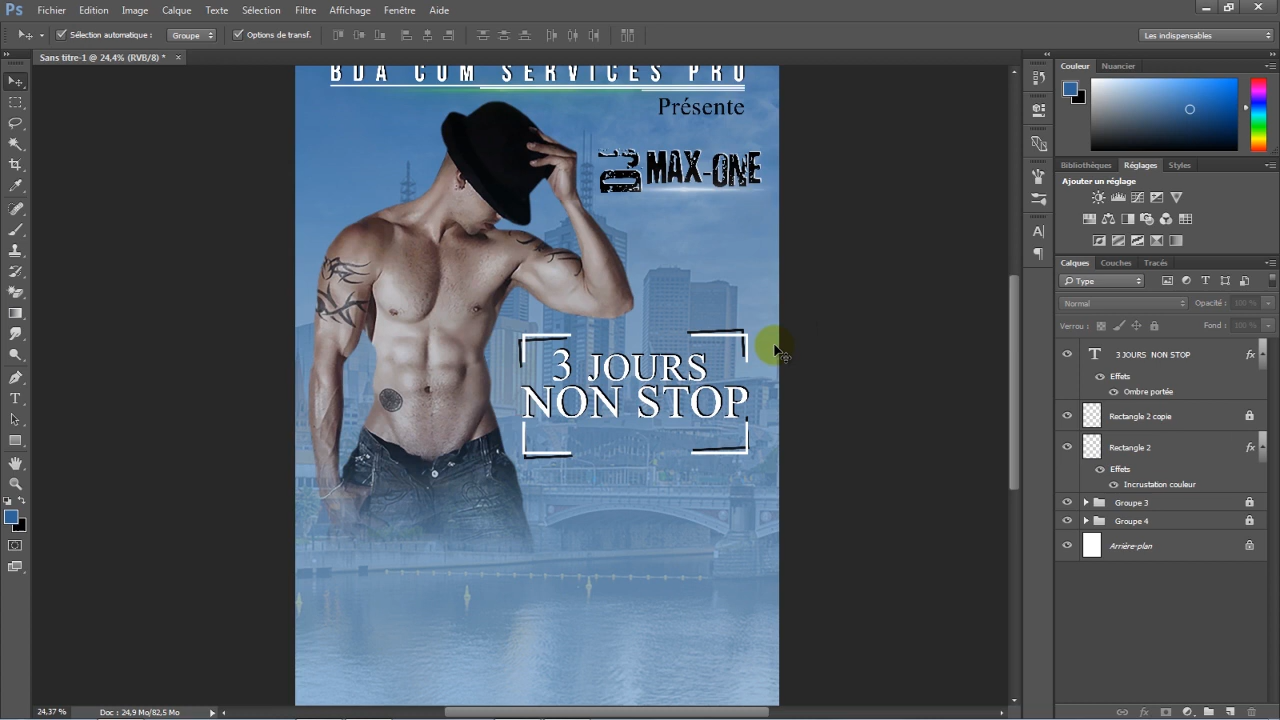 Ps Fichier Edition Image Calque Texte Sélection Filtre Affichage Fenêtre Aide
Sélection automatique : Groupe Options de transf. Les indispensables
Sans titre-1 @ 24,4% (RVB/8) * ×
Couleur Nuancier
BDA COM SERVICES PRO
Présente
DJ MAX-ONE
3 JOURS
NON STOP
Bibliothèques Réglages Styles
Ajouter un réglage
Calques Couches Tracés
Type
Normal Opacité : 100 %
Verrou : Fond : 100 %
T 3 JOURS NON STOP fx
Effets
Ombre portée
Rectangle 2 copie
Rectangle 2 fx
Effets
Incrustation couleur
Groupe 3
Groupe 4
Arrière-plan
24,37 % Doc : 24,9 Mo/82,5 Mo